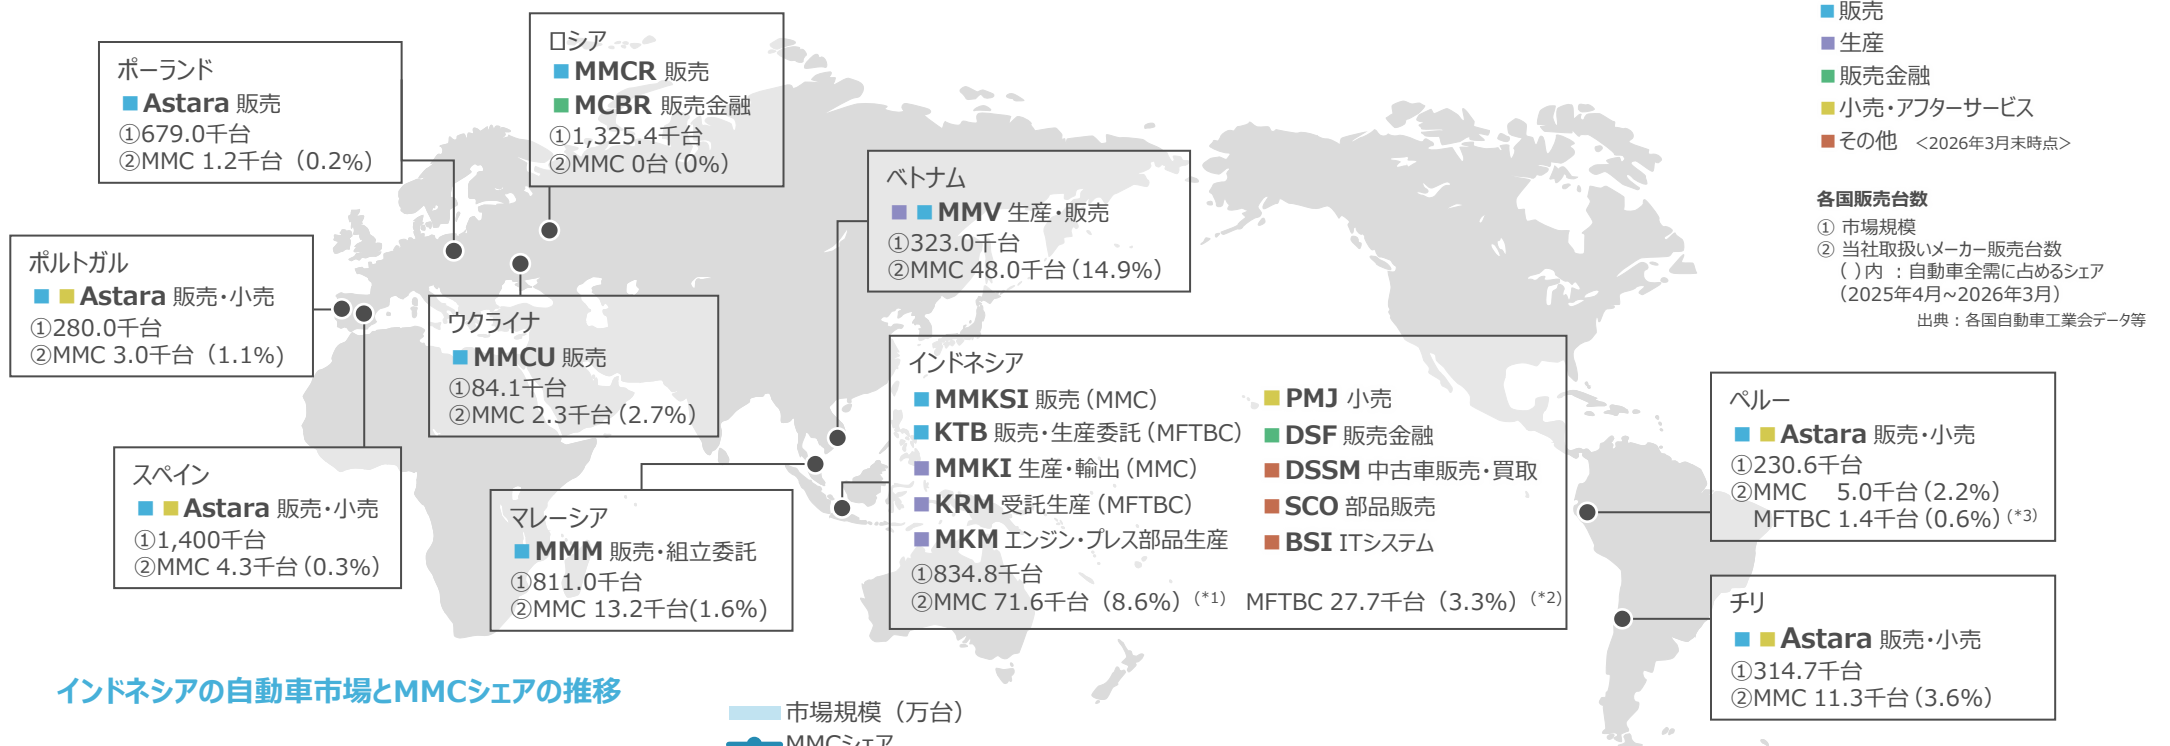 ■販売
■生産
■販売金融
■小売・アフターサービス
■その他 <2026年3月末時点>
各国販売台数
① 市場規模
② 当社取扱いメーカー販売台数
( )内 ：自動車全需に占めるシェア
（2025年4月~2026年3月）
出典：各国自動車工業会データ等
ポーランド
■Astara 販売
①679.0千台
②MMC 1.2千台（0.2%）
ロシア
■MMCR 販売
■MCBR 販売金融
①1,325.4千台
②MMC 0台（0%）
ベトナム
■ ■MMV 生産・販売
①323.0千台
②MMC 48.0千台（14.9%）
ポルトガル
■ ■Astara 販売・小売
①280.0千台
②MMC 3.0千台（1.1%）
ウクライナ
■MMCU 販売
①84.1千台
②MMC 2.3千台（2.7%）
スペイン
■ ■Astara 販売・小売
①1,400千台
②MMC 4.3千台（0.3%）
マレーシア
■MMM 販売・組立委託
①811.0千台
②MMC 13.2千台(1.6%)
インドネシア
■MMKSI 販売（MMC）
■KTB 販売・生産委託（MFTBC）
■MMKI 生産・輸出（MMC）
■KRM 受託生産（MFTBC）
■MKM エンジン・プレス部品生産
■PMJ 小売
■DSF 販売金融
■DSSM 中古車販売・買取
■SCO 部品販売
■BSI ITシステム
①834.8千台
②MMC 71.6千台（8.6%）(*1) MFTBC 27.7千台（3.3%）(*2)
ペルー
■ ■Astara 販売・小売
①230.6千台
②MMC 5.0千台（2.2%）
MFTBC 1.4千台（0.6%）(*3)
チリ
■ ■Astara 販売・小売
①314.7千台
②MMC 11.3千台（3.6%）
インドネシアの自動車市場とMMCシェアの推移
市場規模（万台）
MMCシェア